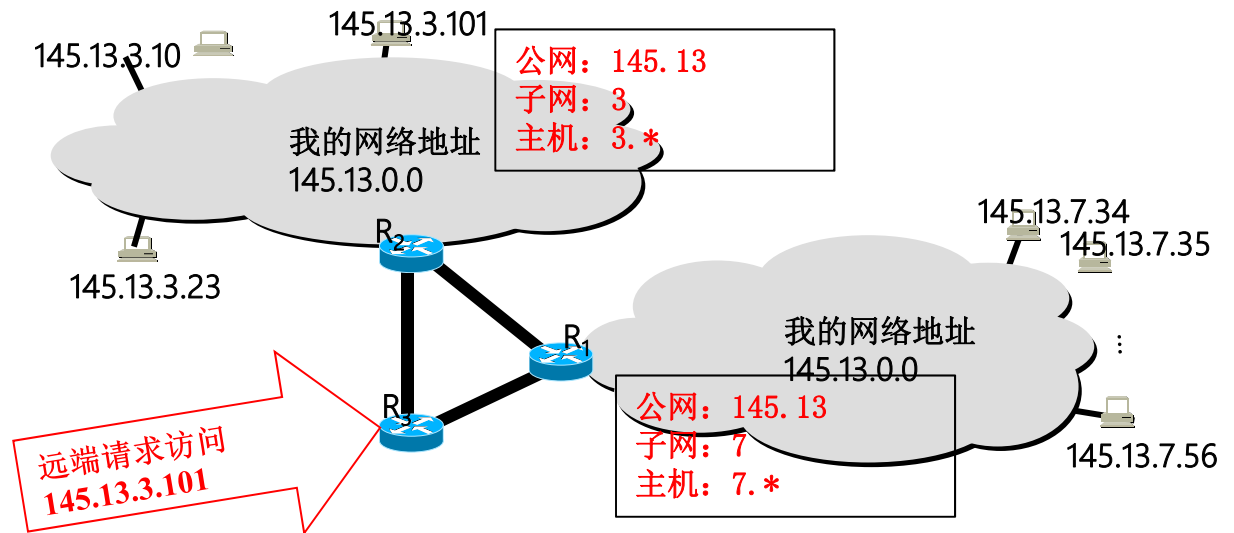 145.13.3.101
145.13.3.10
公网：145.13
子网：3
主机：3.*
我的网络地址
145.13.0.0
R2
145.13.3.23
145.13.7.34
145.13.7.35
⋮
145.13.7.56
R1
我的网络地址
145.13.0.0
公网：145.13
子网：7
主机：7.*
R3
远端请求访问
145.13.3.101